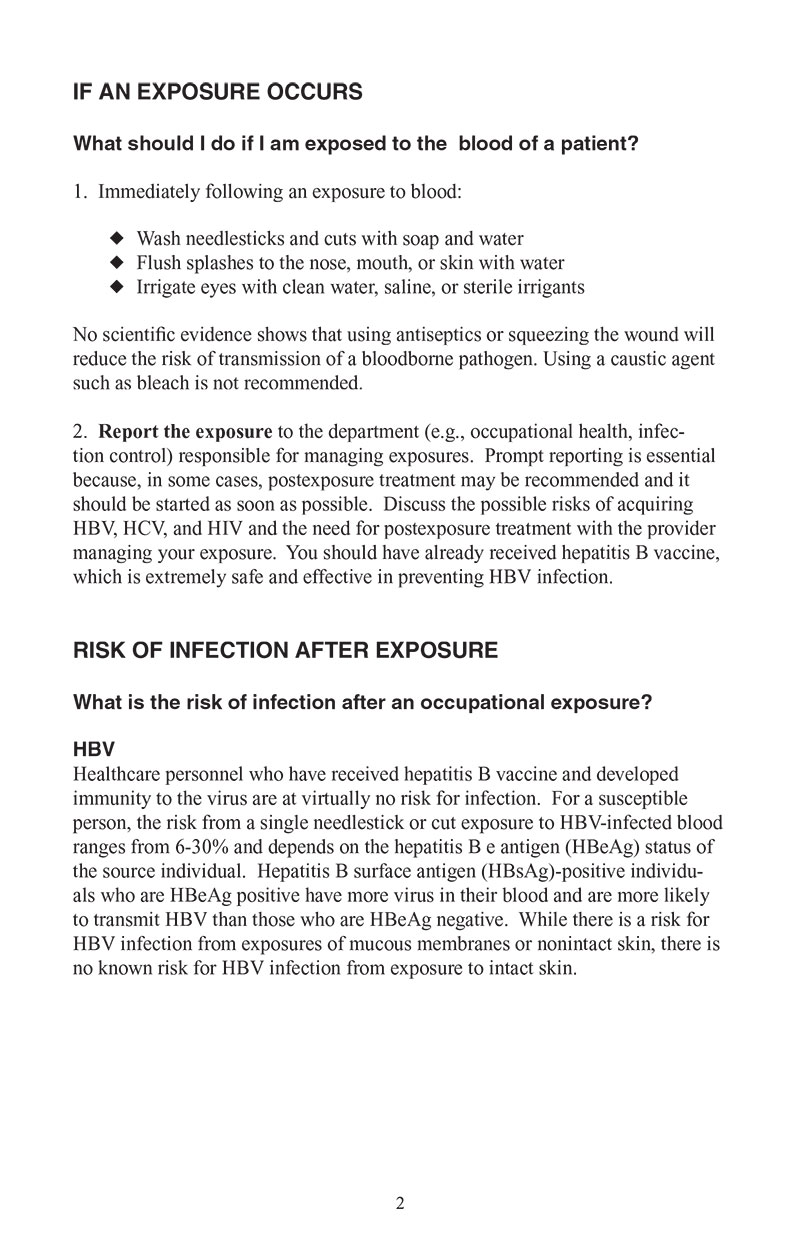 IF AN EXPOSURE OCCURS
What should I do if I am exposed to the  blood of a patient?
1.  Immediately following an exposure to blood:
◆ Wash needlesticks and cuts with soap and water
◆ Flush splashes to the nose, mouth, or skin with water
◆ Irrigate eyes with clean water, saline, or sterile irrigants
No scientific evidence shows that using antiseptics or squeezing the wound will
reduce the risk of transmission of a bloodborne pathogen. Using a caustic agent
such as bleach is not recommended.
2.  Report the exposure to the department (e.g., occupational health, infec-
tion control) responsible for managing exposures.  Prompt reporting is essential
because, in some cases, postexposure treatment may be recommended and it
should be started as soon as possible.  Discuss the possible risks of acquiring
HBV, HCV, and HIV and the need for postexposure treatment with the provider
managing your exposure.  You should have already received hepatitis B vaccine,
which is extremely safe and effective in preventing HBV infection.
RISK OF INFECTION AFTER EXPOSURE
What is the risk of infection after an occupational exposure?
HBV
Healthcare personnel who have received hepatitis B vaccine and developed
immunity to the virus are at virtually no risk for infection.  For a susceptible
person, the risk from a single needlestick or cut exposure to HBV-infected blood
ranges from 6-30% and depends on the hepatitis B e antigen (HBeAg) status of
the source individual.  Hepatitis B surface antigen (HBsAg)-positive individu-
als who are HBeAg positive have more virus in their blood and are more likely
to transmit HBV than those who are HBeAg negative.  While there is a risk for
HBV infection from exposures of mucous membranes or nonintact skin, there is
no known risk for HBV infection from exposure to intact skin.
2